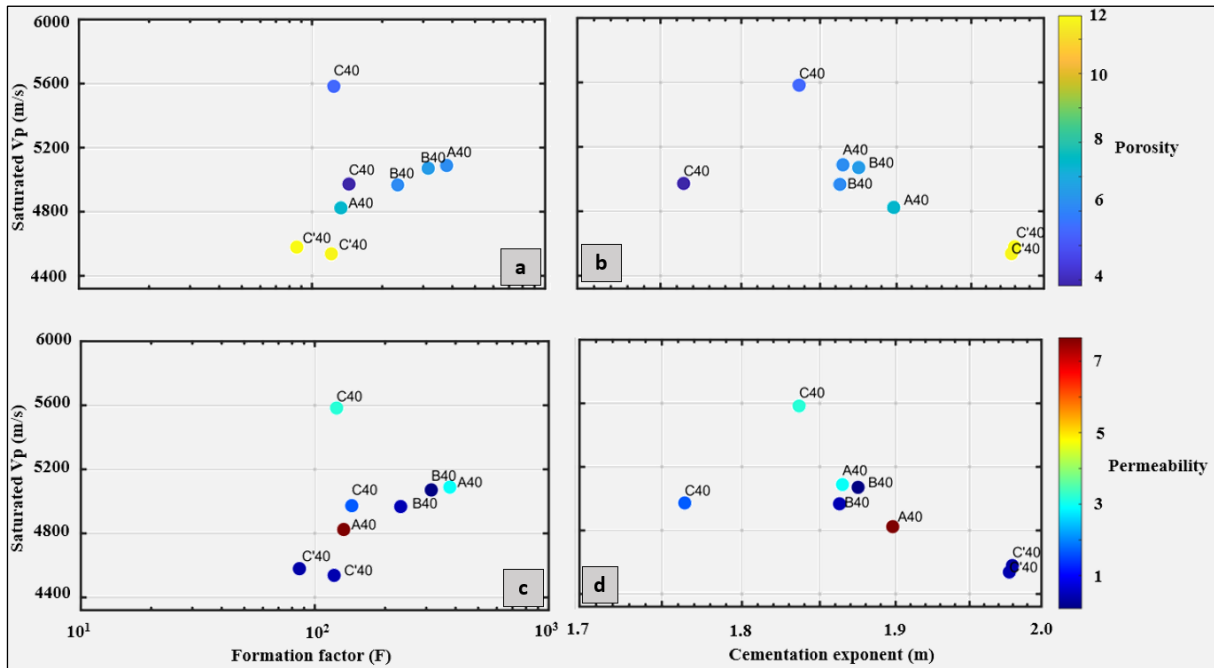 6000
5600
5200
4800
4400
Saturated Vp (m/s)
C40
C40
B40
B40
A40
A40
C'40
C'40
a
C40
C40
A40
B40
B40
A40
C'40
C'40
b
12
10
8
6
4
Porosity
6000
5600
5200
4800
4400
Saturated Vp (m/s)
C40
C40
B40
A40
B40
A40
C'40
C'40
c
10¹
10²
10³
Formation factor (F)
C40
C40
A40
B40
B40
A40
C'40
C'40
d
1.7
1.8
1.9
2.0
Cementation exponent (m)
7
5
3
1
Permeability